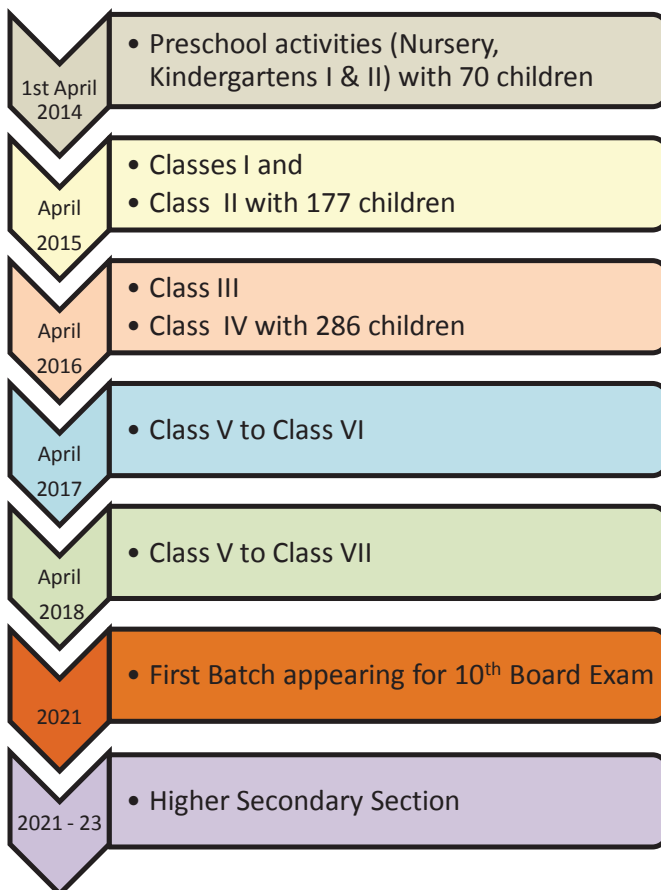 1st April
2014
• Preschool activities (Nursery,
Kindergartens I & II) with 70 children
April
2015
• Classes I and
• Class II with 177 children
April
2016
• Class III
• Class IV with 286 children
April
2017
• Class V to Class VI
April
2018
• Class V to Class VII
2021
• First Batch appearing for 10th Board Exam
2021 - 23
• Higher Secondary Section